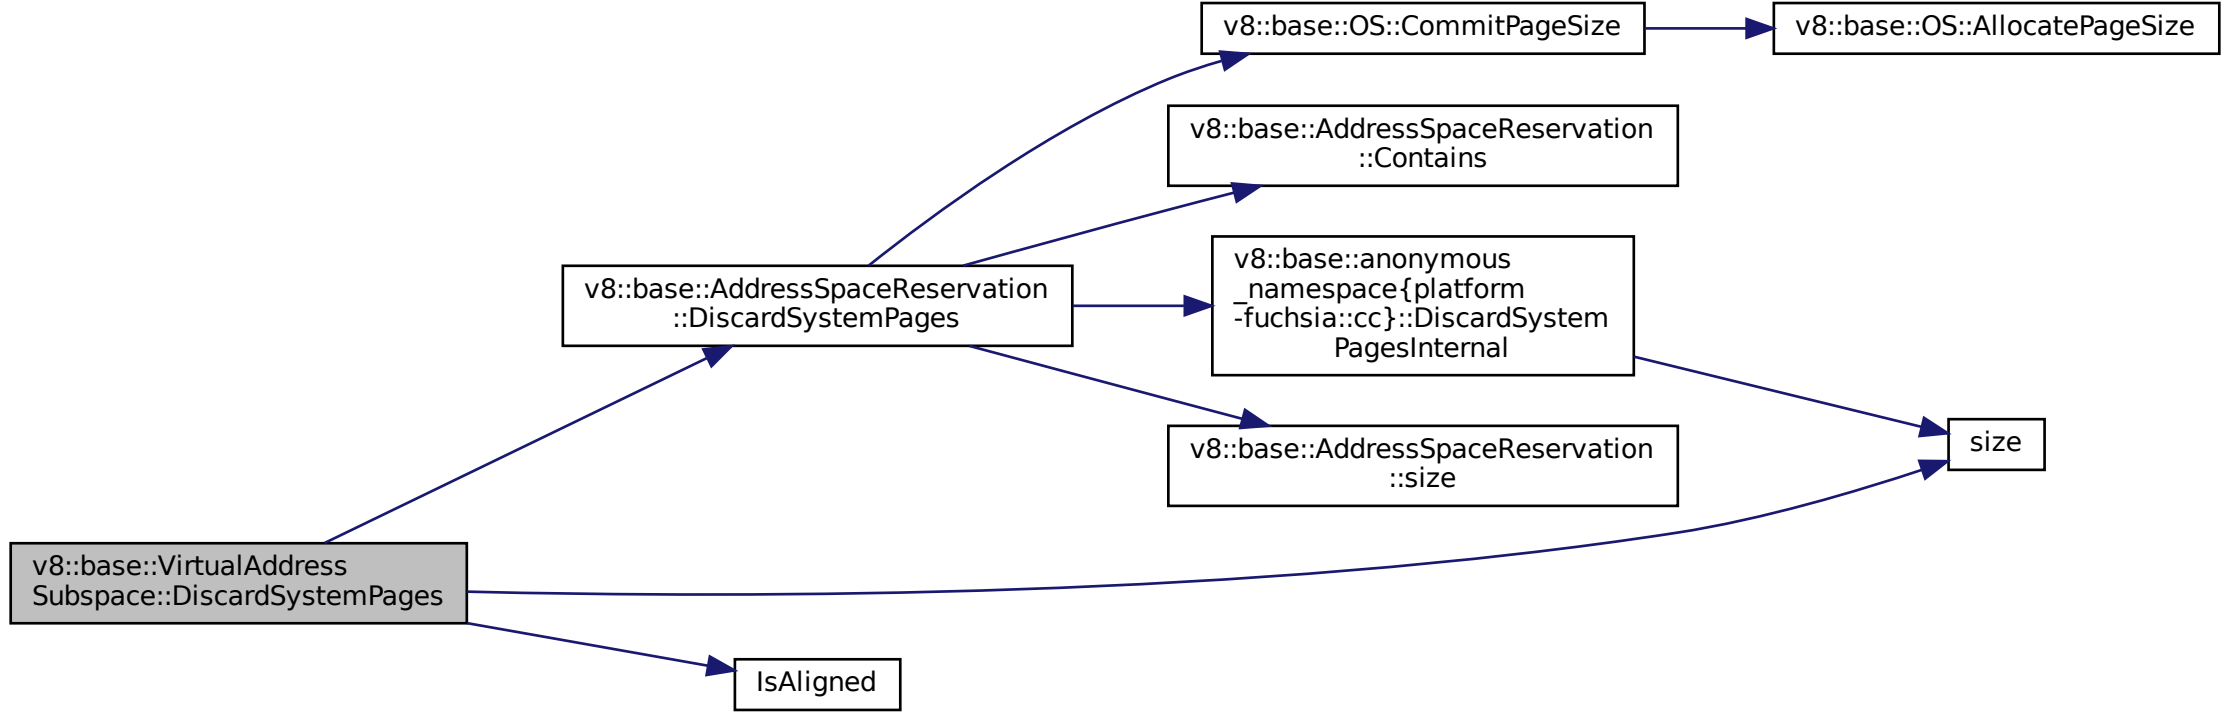 v8::base::OS::CommitPageSize
v8::base::OS::AllocatePageSize
v8::base::AddressSpaceReservation
::Contains
v8::base::anonymous
_namespace{platform
-fuchsia::cc}::DiscardSystem
PagesInternal
v8::base::AddressSpaceReservation
::DiscardSystemPages
v8::base::AddressSpaceReservation
::size
size
v8::base::VirtualAddress
Subspace::DiscardSystemPages
IsAligned